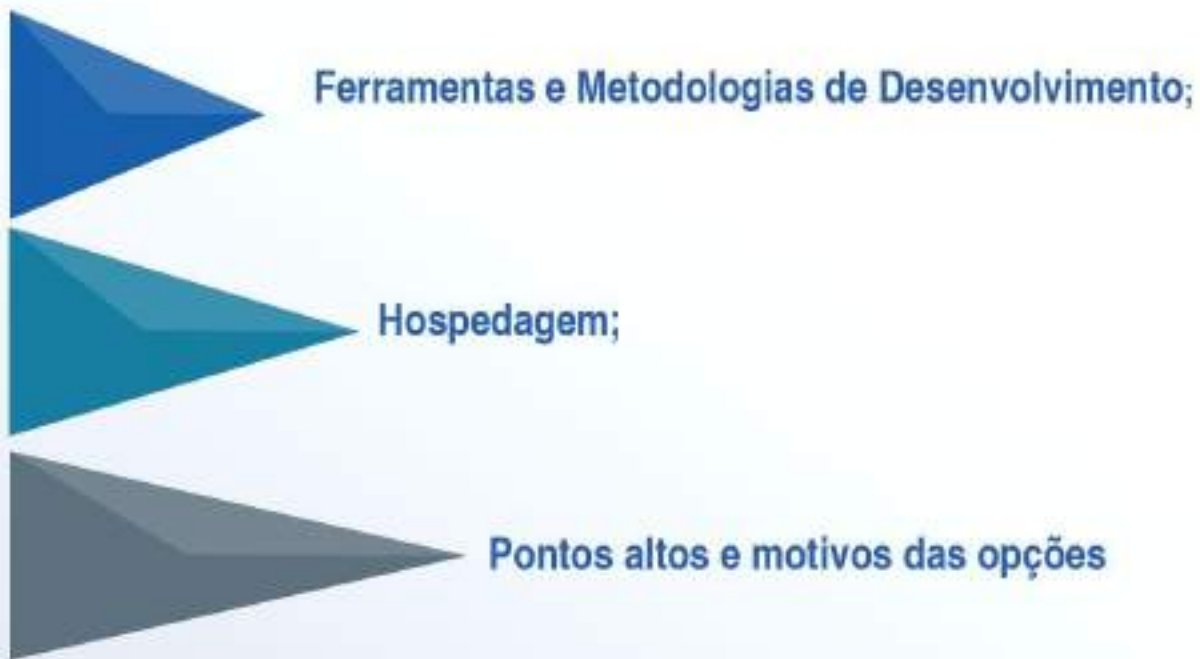 Ferramentas e Metodologias de Desenvolvimento;
Hospedagem;
Pontos altos e motivos das opções